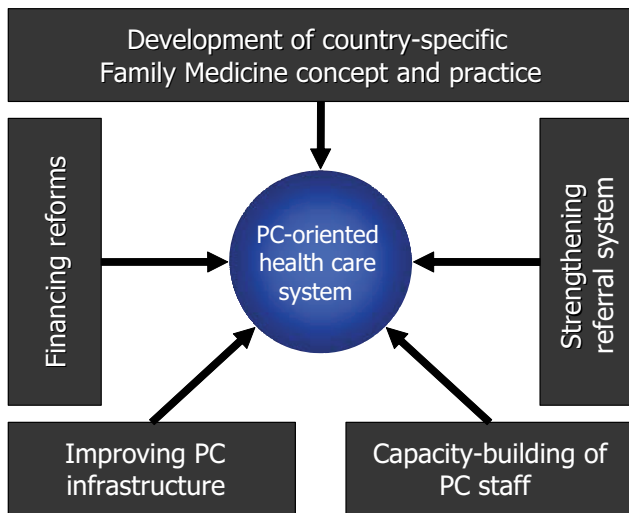 Development of country-specific
Family Medicine concept and practice
Financing reforms
PC-oriented
health care
system
Strengthening
referral system
Improving PC
infrastructure
Capacity-building of
PC staff